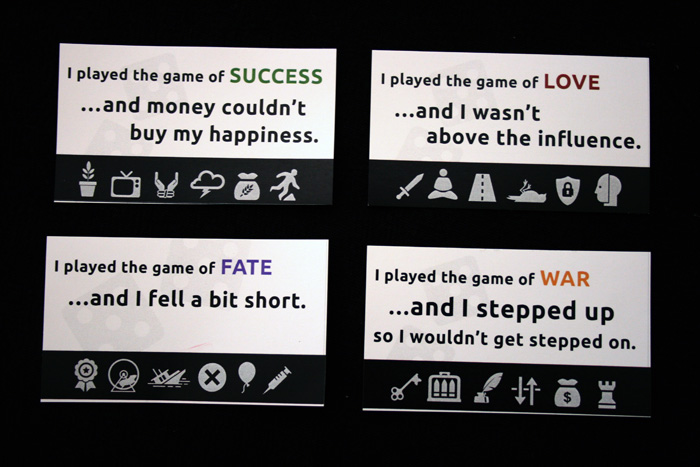 I played the game of SUCCESS
...and money couldn't
buy my happiness.
I played the game of LOVE
...and I wasn't
above the influence.
I played the game of FATE
...and I fell a bit short.
I played the game of WAR
...and I stepped up
so I wouldn't get stepped on.
$